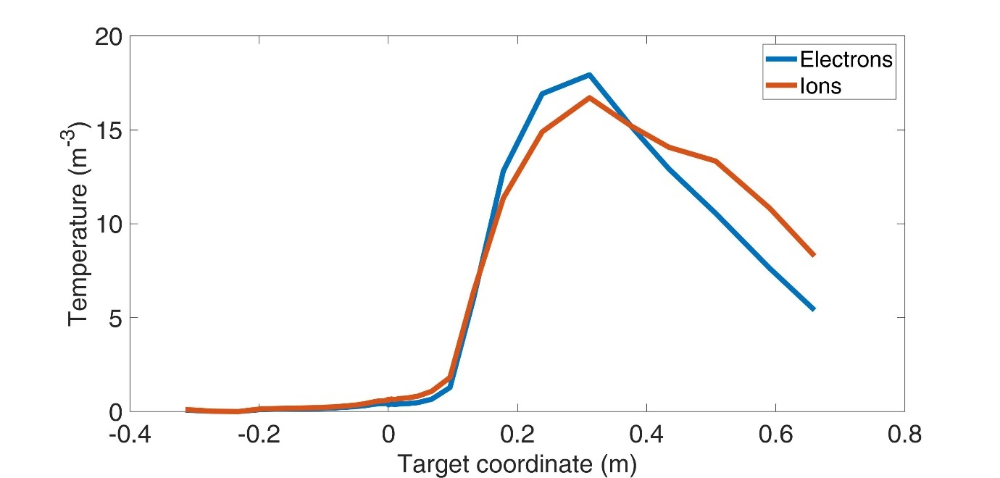 20
15
10
5
0
Temperature (m⁻³)
Electrons
Ions
-0.4 -0.2 0 0.2 0.4 0.6 0.8
Target coordinate (m)